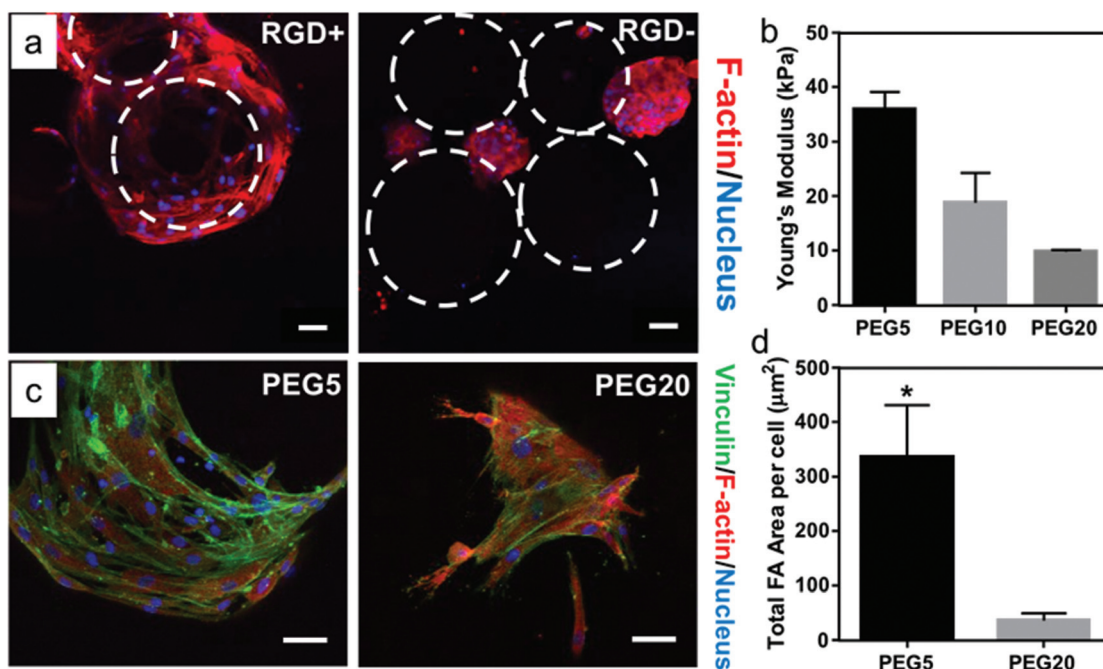 a
RGD+
RGD-
F-actin/Nucleus
b
Young's Modulus (kPa)
50
40
30
20
10
0
PEG5 PEG10 PEG20
c
PEG5
PEG20
Vinculin/F-actin/Nucleus
d
Total FA Area per cell (μm²)
500
400
300
200
100
0
*
PEG5 PEG20